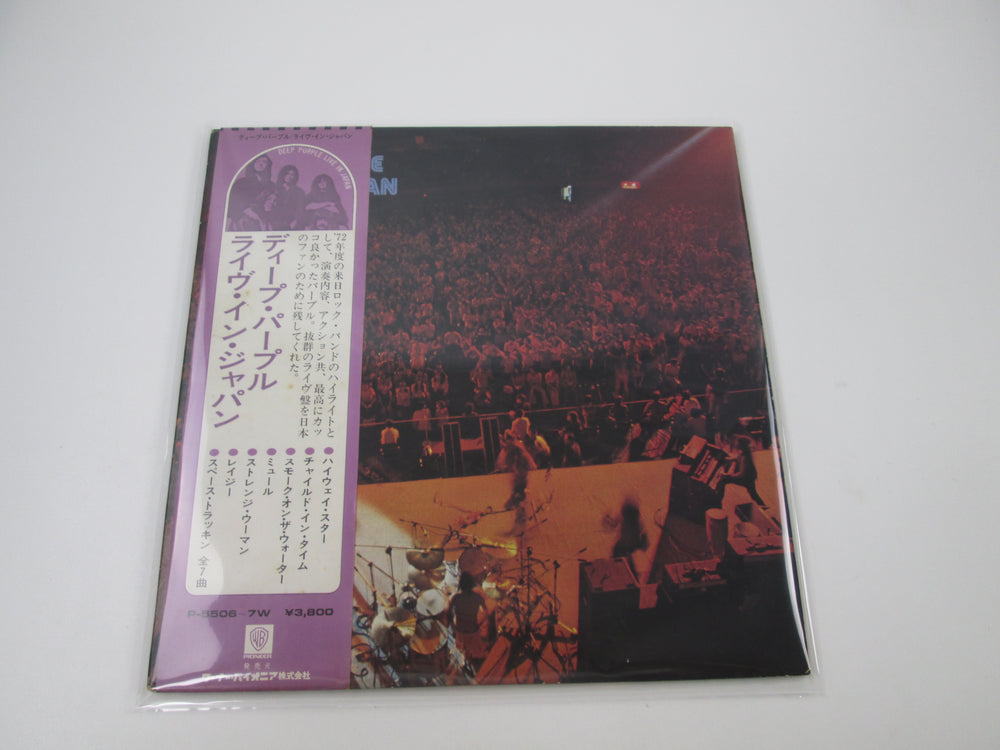 ディープ・パープル/ライヴ・イン・ジャパン
DEEP PURPLE LIVE IN JAPAN
E
AN
'72年度の来日ロック・バンドのハイライトと
して、演奏内容、アクション共、最高にカッ
コ良かったパープル。抜群のライヴ盤を日本
のファンのために残してくれた。
ディープ・パープル
ライヴ・イン・ジャパン
●ハイウェイ・スター
●チャイルド・イン・タイム
●スモーク・オン・ザ・ウォーター
●ミュール
●ストレンジ・ウーマン
●レイジー
●スペース・トラッキン 全7曲
P-5506~7W ¥3,800
WB
PIONEER
発売元
ワーナー・パイオニア株式会社